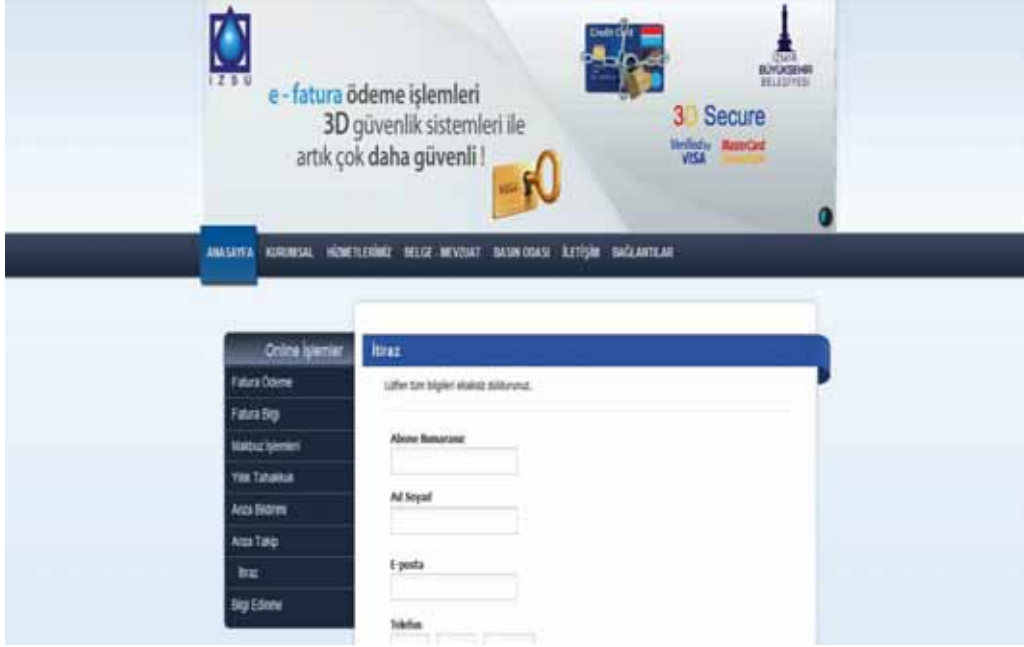 İZSU
Credit Card
İZMİR
BÜYÜKŞEHİR
BELEDİYESİ
e - fatura ödeme işlemleri
3D güvenlik sistemleri ile
artık çok daha güvenli !
3D Secure
Verified by
VISA
MasterCard
VISA
ANASAYFA KURUMSAL HİZMETLERİMİZ BELGE - MEVZUAT BASIN ODASI İLETİŞİM BAĞLANTILAR
Online İşlemler
Fatura Ödeme
Fatura Bilgi
Makbuz İşlemleri
Yıllık Tahakkuk
Arıza Bildirimi
Arıza Takip
İtiraz
Bilgi Edinme
İtiraz
Lütfen tüm bilgileri eksiksiz doldurunuz.
Abone Numaranız
Ad Soyad
E-posta
Telefon